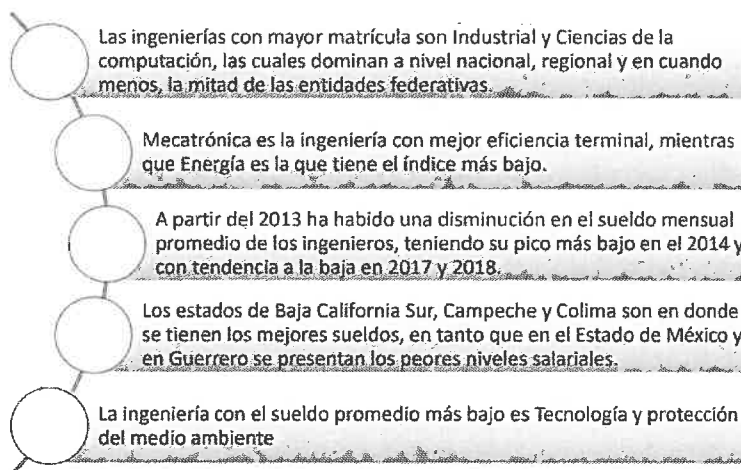 Las ingenierías con mayor matrícula son Industrial y Ciencias de la
computación, las cuales dominan a nivel nacional, regional y en cuando
menos, la mitad de las entidades federativas.
Mecatrónica es la ingeniería con mejor eficiencia terminal, mientras
que Energía es la que tiene el índice más bajo.
A partir del 2013 ha habido una disminución en el sueldo mensual
promedio de los ingenieros, teniendo su pico más bajo en el 2014 y
con tendencia a la baja en 2017 y 2018.
Los estados de Baja California Sur, Campeche y Colima son en donde
se tienen los mejores sueldos, en tanto que en el Estado de México y
en Guerrero se presentan los peores niveles salariales.
La ingeniería con el sueldo promedio más bajo es Tecnología y protección
del medio ambiente